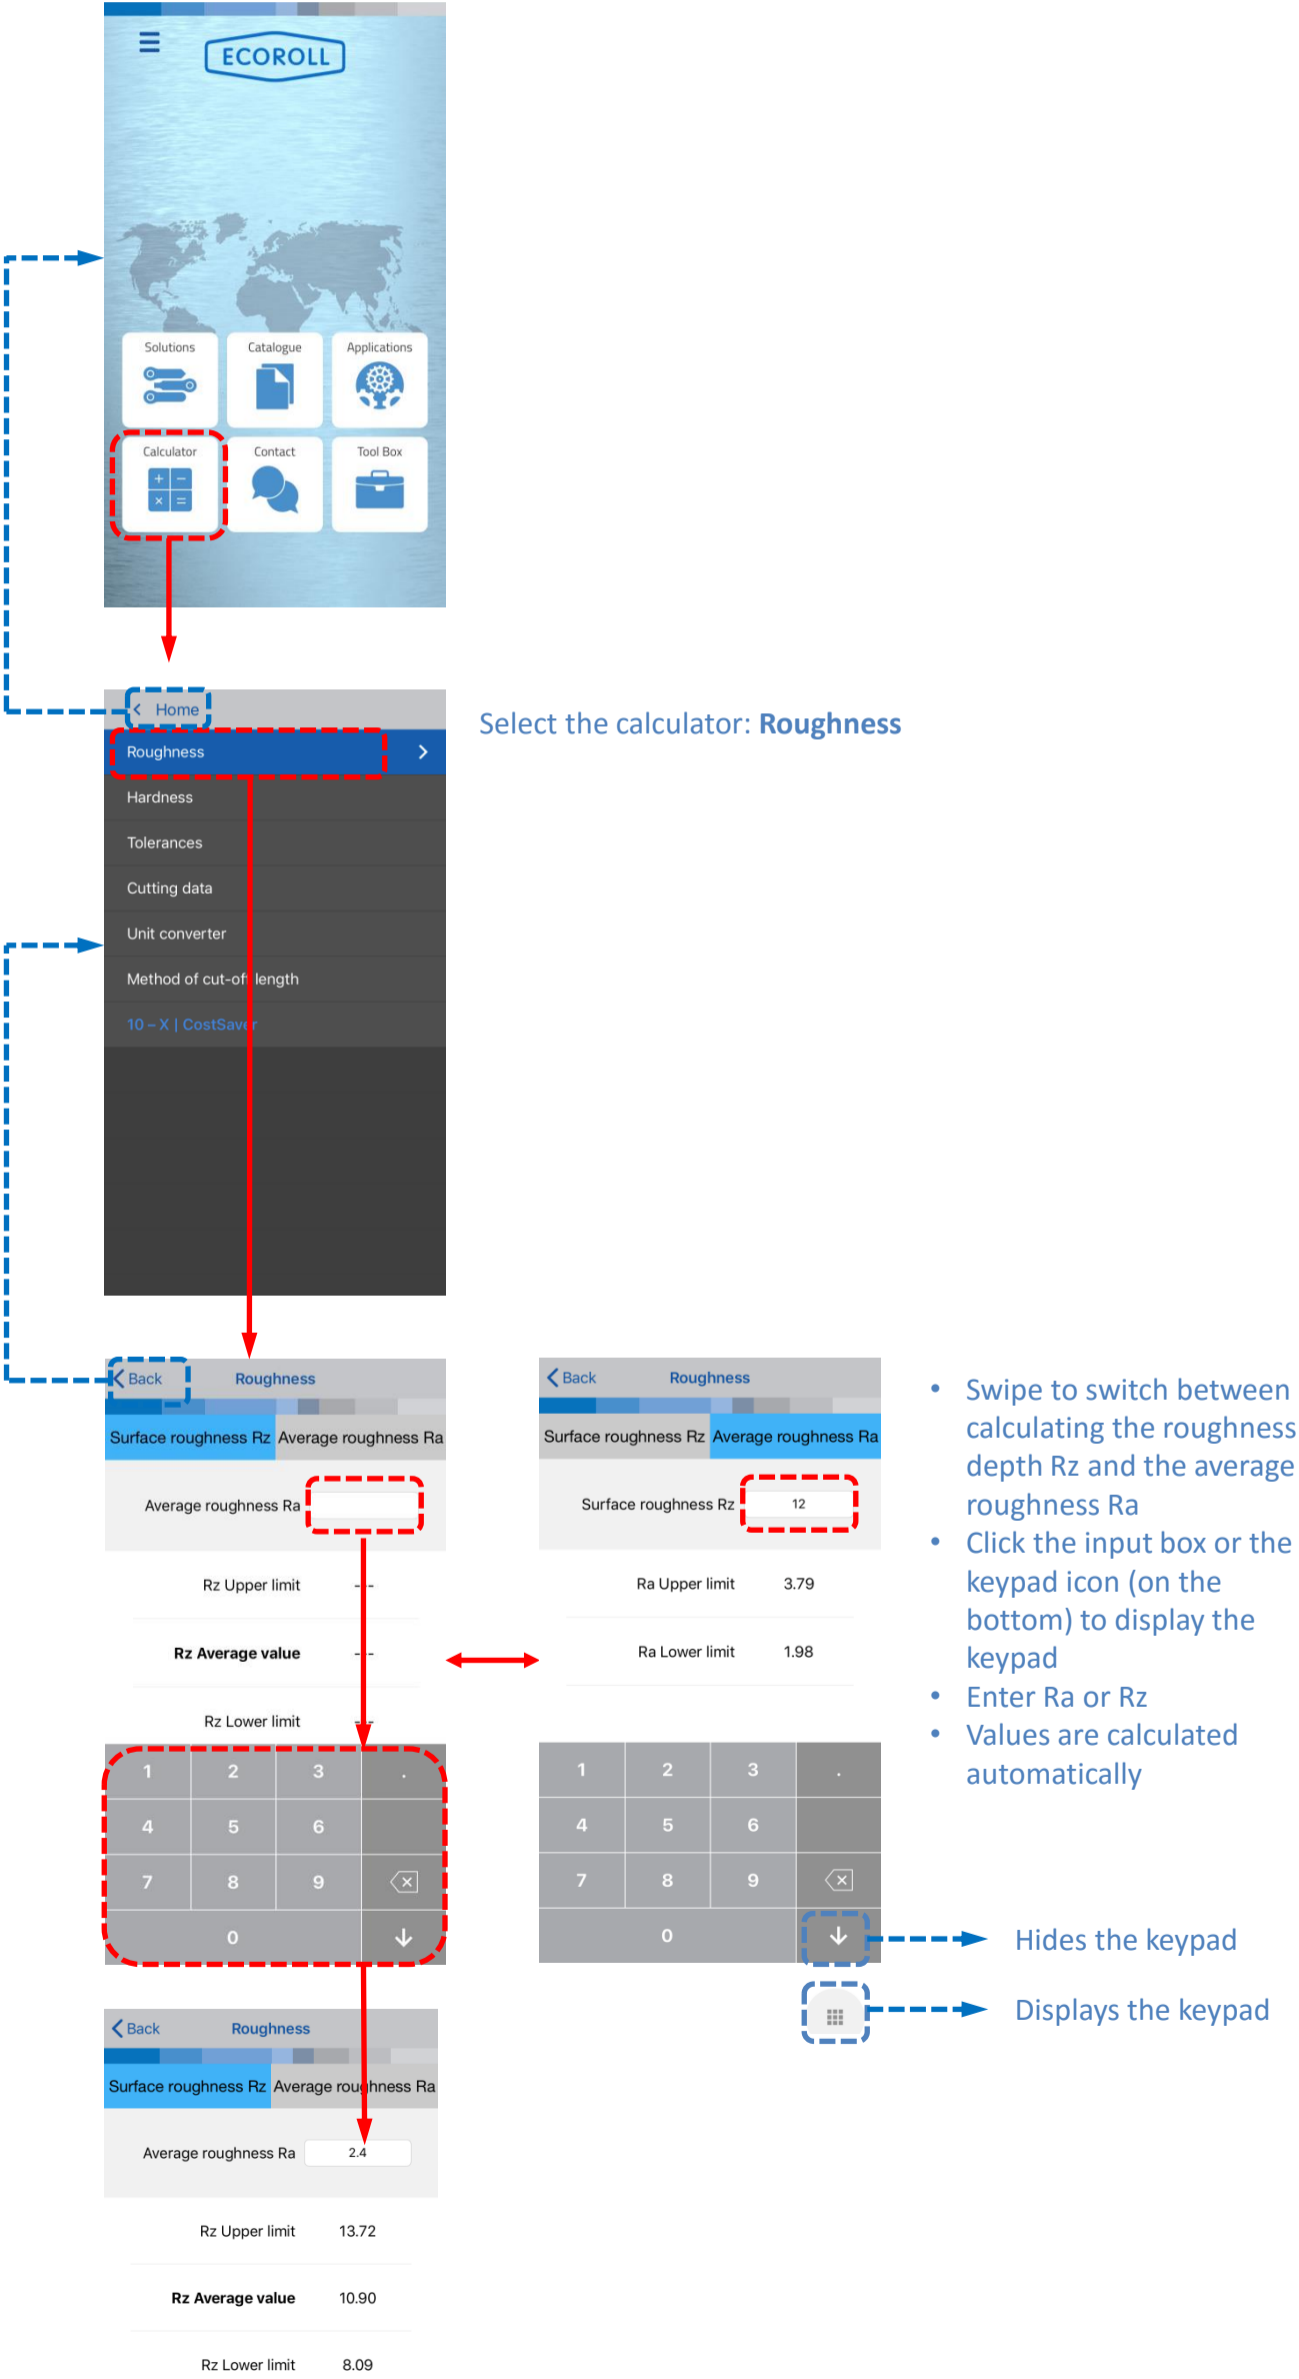 ECOROLL
Solutions
Catalogue
Applications
Calculator
Contact
Tool Box
Home
Select the calculator: Roughness
Roughness
Hardness
Tolerances
Cutting data
Unit converter
Method of cut-off length
10 – X | CostSaver
Back Roughness
Surface roughness Rz Average roughness Ra
Average roughness Ra
Rz Upper limit ---
Rz Average value ---
Rz Lower limit ---
1 2 3 .
4 5 6
7 8 9
0
Back Roughness
Surface roughness Rz Average roughness Ra
Surface roughness Rz 12
Ra Upper limit 3.79
Ra Lower limit 1.98
1 2 3 .
4 5 6
7 8 9
0
• Swipe to switch between
calculating the roughness
depth Rz and the average
roughness Ra
• Click the input box or the
keypad icon (on the
bottom) to display the
keypad
• Enter Ra or Rz
• Values are calculated
automatically
Hides the keypad
Displays the keypad
Back Roughness
Surface roughness Rz Average roughness Ra
Average roughness Ra 2.4
Rz Upper limit 13.72
Rz Average value 10.90
Rz Lower limit 8.09